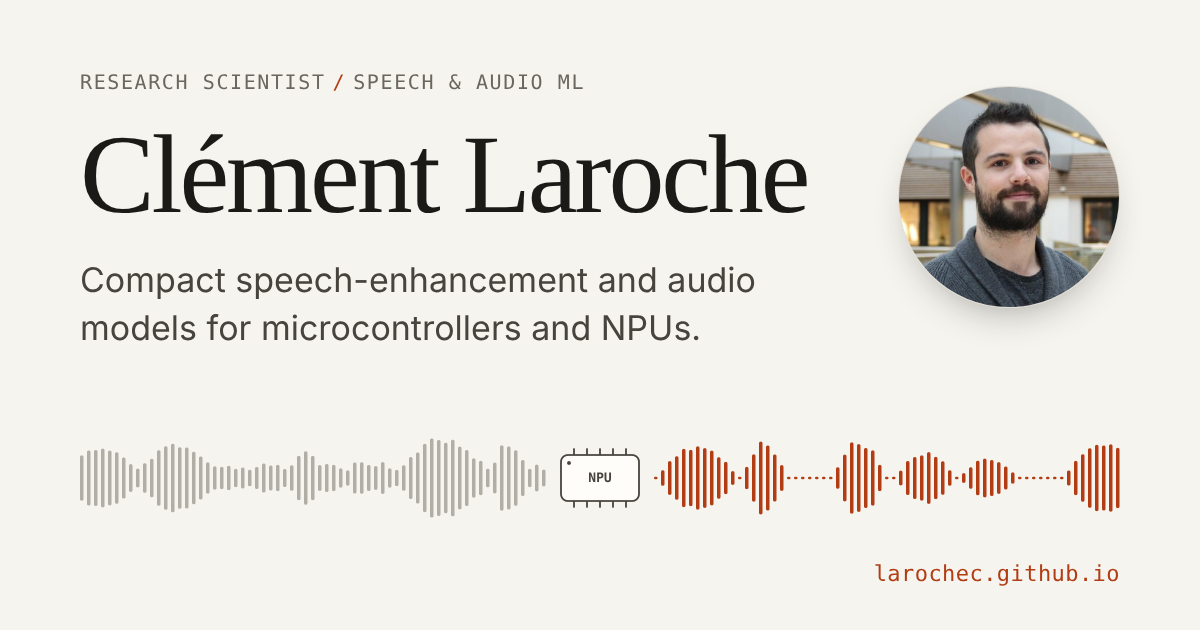 RESEARCH SCIENTIST / SPEECH & AUDIO ML
Clément Laroche
Compact speech-enhancement and audio
models for microcontrollers and NPUs.
NPU
larochec.github.io